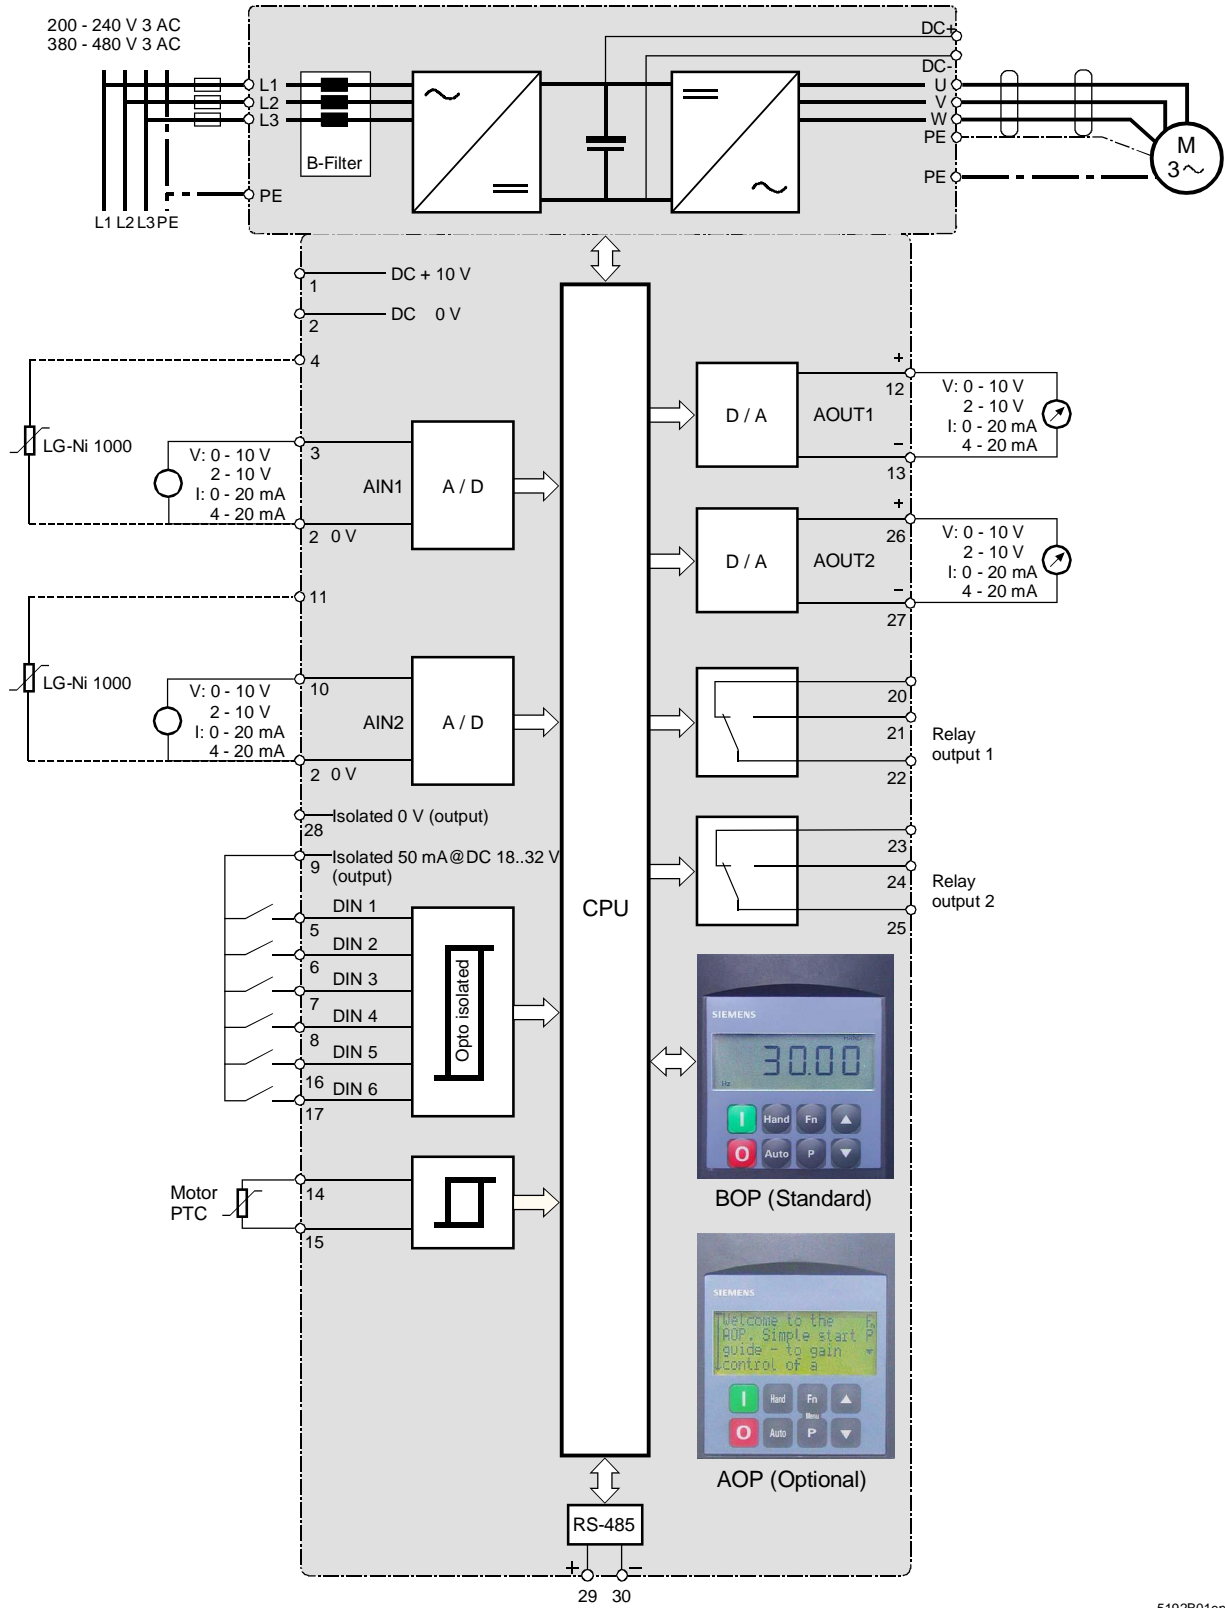 200 - 240 V 3 AC
380 - 480 V 3 AC
DC+
DC-
L1
L2
L3
U
V
W
PE
B-Filter
M
3
PE
PE
L1 L2 L3 PE
1
DC + 10 V
2
DC 0 V
4
LG-Ni 1000
3
V: 0 - 10 V
2 - 10 V
I: 0 - 20 mA
4 - 20 mA
AIN1
A / D
2 0 V
11
LG-Ni 1000
10
V: 0 - 10 V
2 - 10 V
I: 0 - 20 mA
4 - 20 mA
AIN2
A / D
2 0 V
28
Isolated 0 V (output)
9
Isolated 50 mA@DC 18..32 V
(output)
DIN 1
5
DIN 2
6
DIN 3
7
DIN 4
8
DIN 5
16
DIN 6
17
Opto isolated
Motor
PTC
14
15
CPU
+
12
D / A
AOUT1
V: 0 - 10 V
2 - 10 V
I: 0 - 20 mA
4 - 20 mA
−
13
+
26
D / A
AOUT2
V: 0 - 10 V
2 - 10 V
I: 0 - 20 mA
4 - 20 mA
−
27
20
21
22
Relay
output 1
23
24
25
Relay
output 2
SIEMENS
HAND
30.00
Hz
I Hand Fn
O Auto P
BOP (Standard)
SIEMENS
Welcome to the
AOP. Simple start P
guide - to gain
control of a
I Hand Fn
Menu
O Auto P
AOP (Optional)
RS-485
+ −
29 30